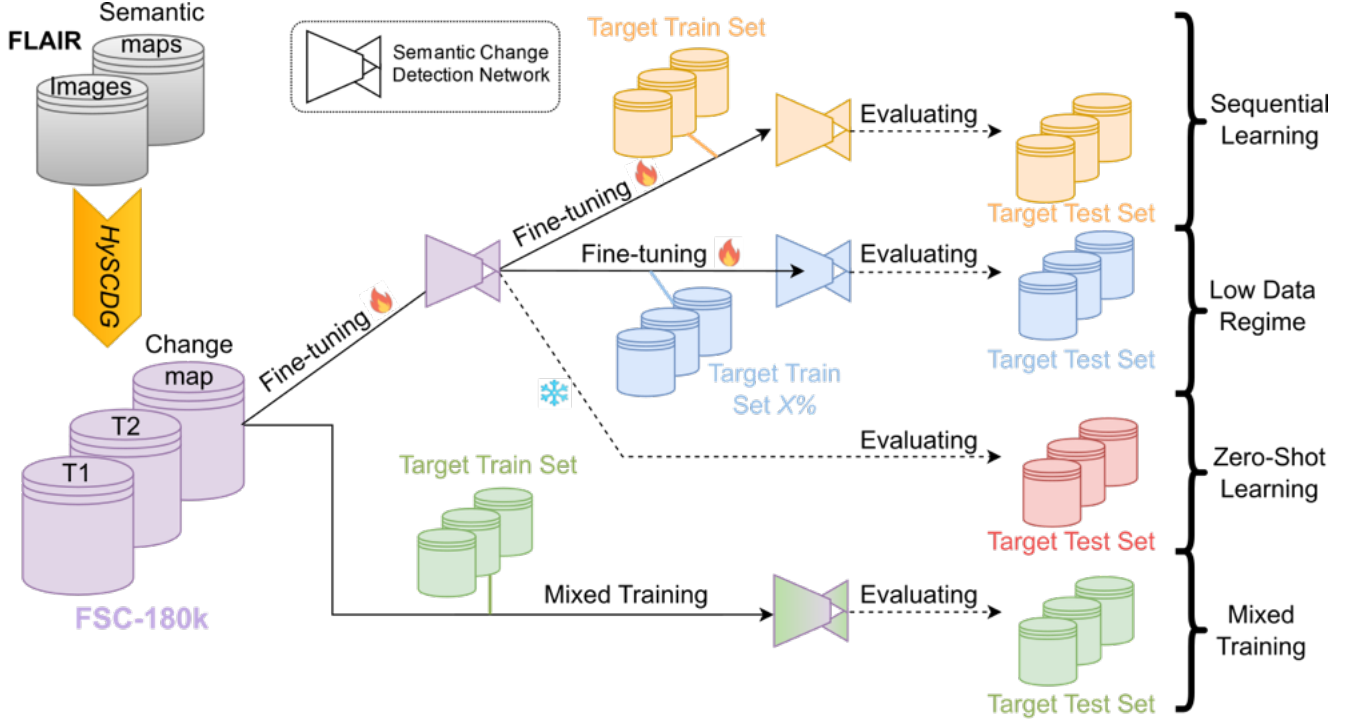 Semantic
maps
FLAIR
Images
HySCDG
Change
map
T2
T1
FSC-180k
Semantic Change
Detection Network
Fine-tuning
Target Train Set
Fine-tuning
Evaluating
Target Test Set
Sequential
Learning
Fine-tuning
Target Train
Set X%
Evaluating
Target Test Set
Low Data
Regime
Evaluating
Target Test Set
Zero-Shot
Learning
Target Train Set
Mixed Training
Evaluating
Target Test Set
Mixed
Training